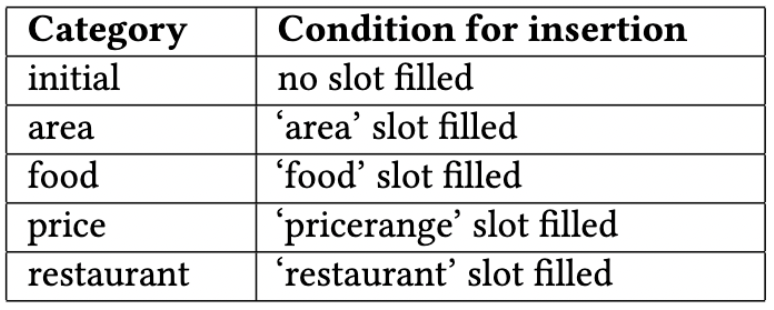 Category Condition for insertion
initial no slot filled
area ‘area’ slot filled
food ‘food’ slot filled
price ‘pricerange’ slot filled
restaurant ‘restaurant’ slot filled